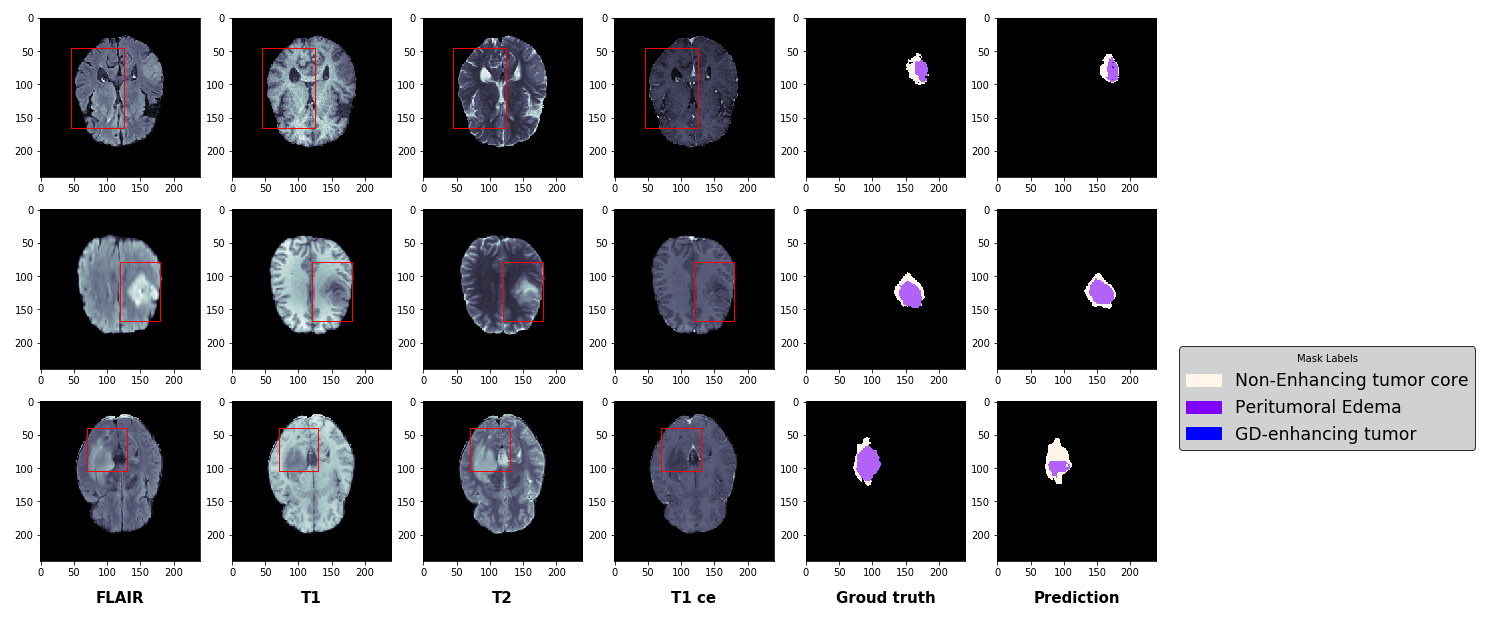 0 0 0 0 0 0
50 50 50 50 50 50
100 100 100 100 100 100
150 150 150 150 150 150
200 200 200 200 200 200
0 50 100 150 200 0 50 100 150 200 0 50 100 150 200 0 50 100 150 200 0 50 100 150 200 0 50 100 150 200
0 0 0 0 0 0
50 50 50 50 50 50
100 100 100 100 100 100
150 150 150 150 150 150
200 200 200 200 200 200
0 50 100 150 200 0 50 100 150 200 0 50 100 150 200 0 50 100 150 200 0 50 100 150 200 0 50 100 150 200
Mask Labels
Non-Enhancing tumor core
Peritumoral Edema
GD-enhancing tumor
0 0 0 0 0 0
50 50 50 50 50 50
100 100 100 100 100 100
150 150 150 150 150 150
200 200 200 200 200 200
0 50 100 150 200 0 50 100 150 200 0 50 100 150 200 0 50 100 150 200 0 50 100 150 200 0 50 100 150 200
FLAIR T1 T2 T1 ce Groud truth Prediction